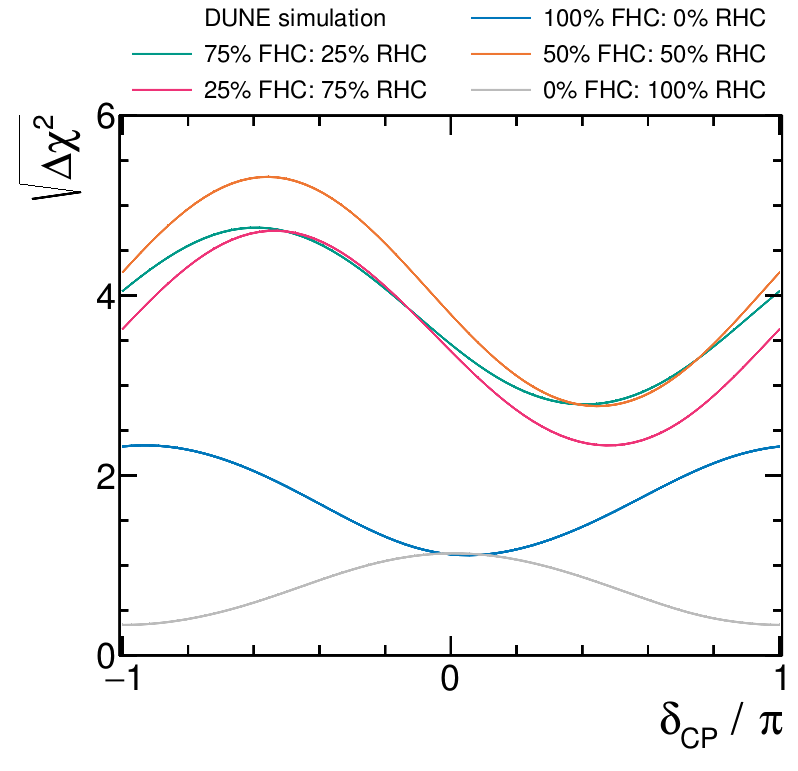 DUNE simulation
100% FHC: 0% RHC
75% FHC: 25% RHC
50% FHC: 50% RHC
25% FHC: 75% RHC
0% FHC: 100% RHC
√Δχ²
6
4
2
0
−1
0
1
δCP / π